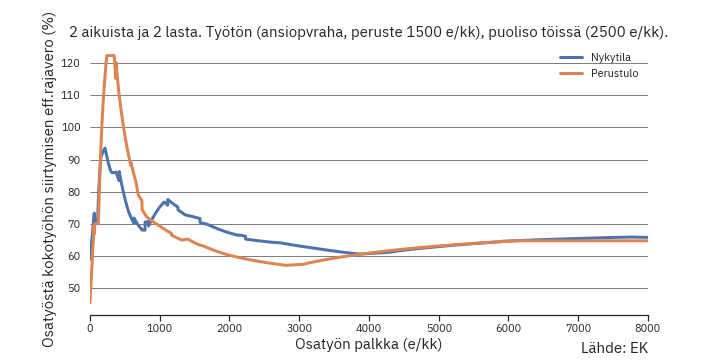 2 aikuista ja 2 lasta. Työtön (ansiopvraha, peruste 1500 e/kk), puoliso töissä (2500 e/kk).
Osatyöstä kokotyöhön siirtymisen eff.rajavero (%)
Nykytila
Perustulo
120
110
100
90
80
70
60
50
0 1000 2000 3000 4000 5000 6000 7000 8000
Osatyön palkka (e/kk)
Lähde: EK